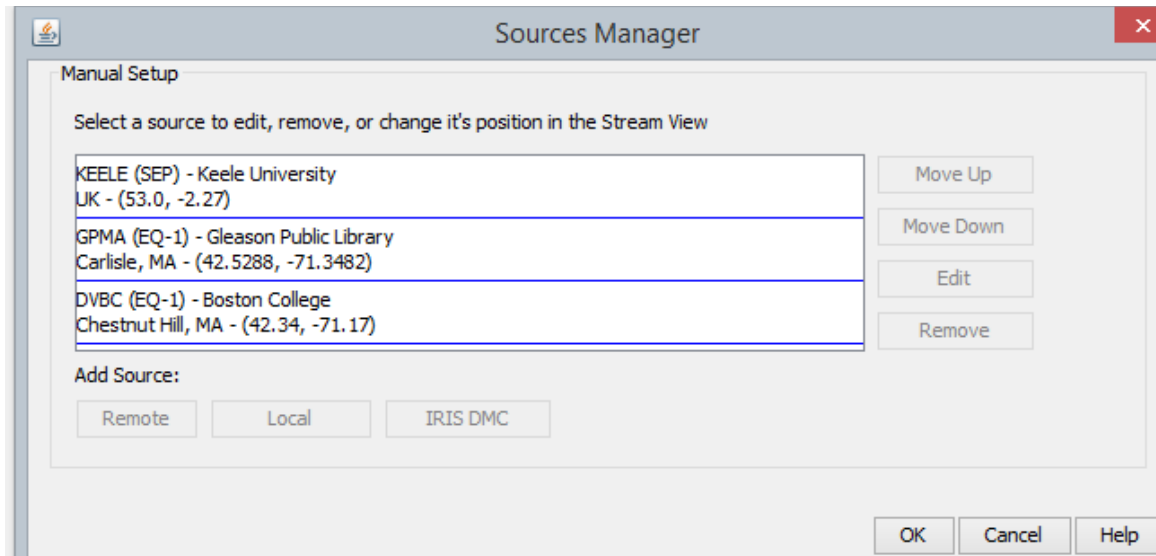 Sources Manager
Manual Setup
Select a source to edit, remove, or change it's position in the Stream View
KEELE (SEP) - Keele University
UK - (53.0, -2.27)
GPMA (EQ-1) - Gleason Public Library
Carlisle, MA - (42.5288, -71.3482)
DVBC (EQ-1) - Boston College
Chestnut Hill, MA - (42.34, -71.17)
Move Up
Move Down
Edit
Remove
Add Source:
Remote Local IRIS DMC
OK Cancel Help